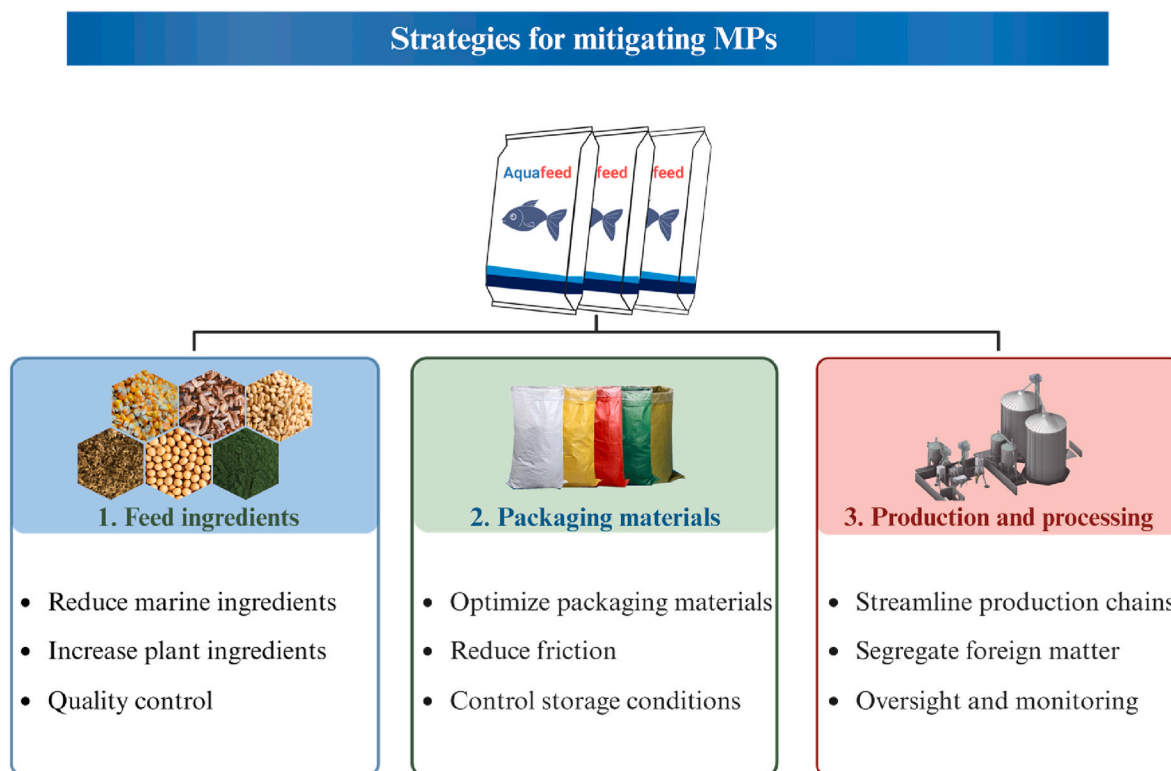 Strategies for mitigating MPs
Aquafeed
feed
feed
1. Feed ingredients
• Reduce marine ingredients
• Increase plant ingredients
• Quality control
2. Packaging materials
• Optimize packaging materials
• Reduce friction
• Control storage conditions
3. Production and processing
• Streamline production chains
• Segregate foreign matter
• Oversight and monitoring